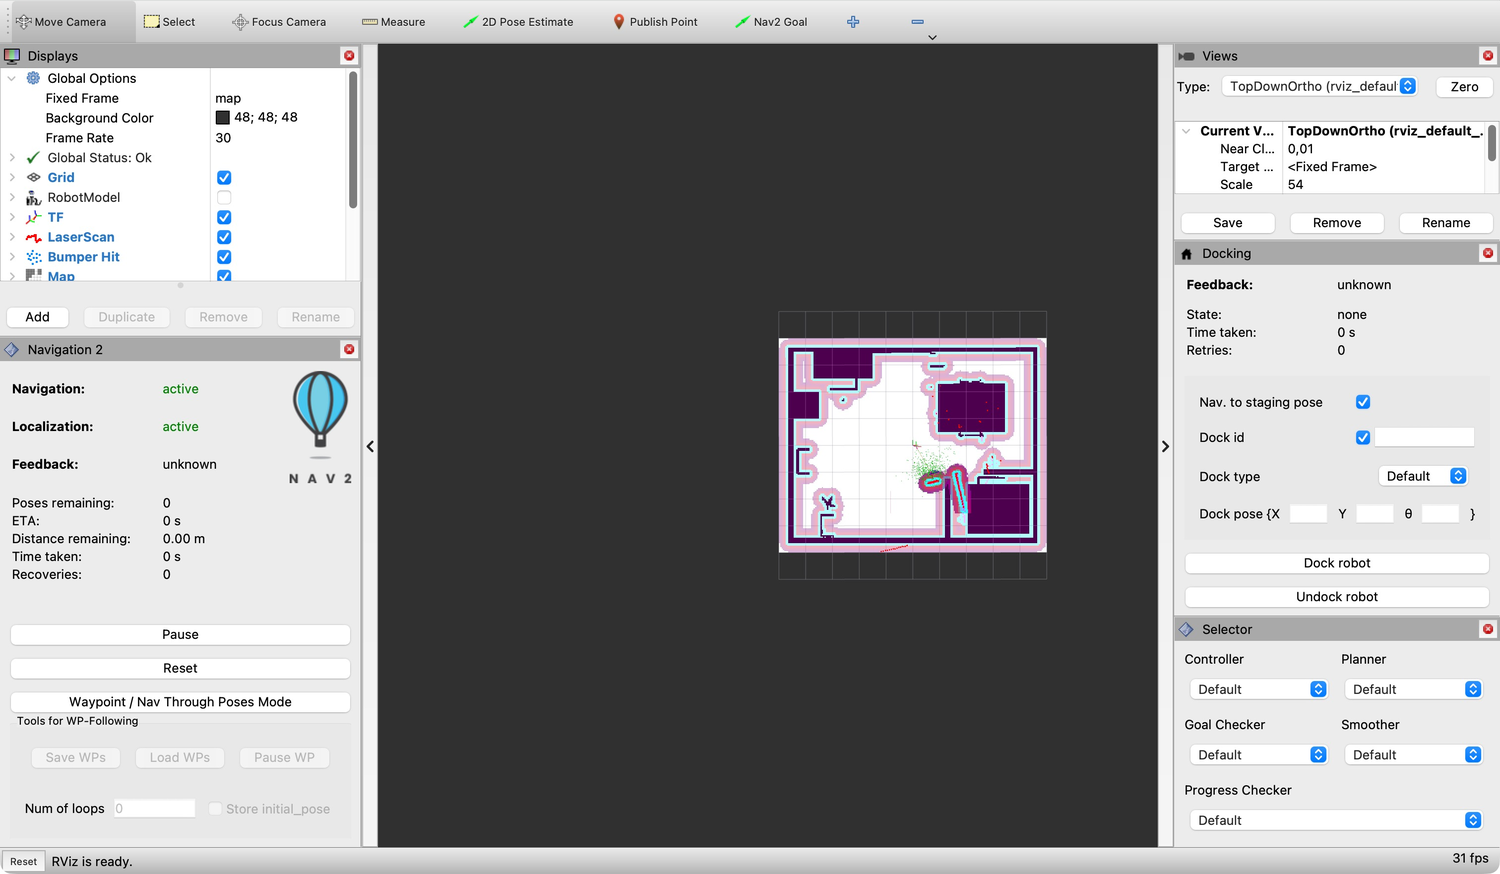 Move Camera
Select
Focus Camera
Measure
2D Pose Estimate
Publish Point
Nav2 Goal
Displays
Global Options
Fixed Frame map
Background Color 48; 48; 48
Frame Rate 30
Global Status: Ok
Grid
RobotModel
TF
LaserScan
Bumper Hit
Map
Add
Duplicate
Remove
Rename
Navigation 2
Navigation: active
Localization: active
Feedback: unknown
NAV2
Poses remaining: 0
ETA: 0 s
Distance remaining: 0.00 m
Time taken: 0 s
Recoveries: 0
Pause
Reset
Waypoint / Nav Through Poses Mode
Tools for WP-Following
Save WPs
Load WPs
Pause WP
Num of loops 0
Store initial_pose
Reset
RViz is ready.
Views
Type: TopDownOrtho (rviz_defaul
Zero
Current V... TopDownOrtho (rviz_default_...
Near Cl... 0,01
Target ... <Fixed Frame>
Scale 54
Save
Remove
Rename
Docking
Feedback: unknown
State: none
Time taken: 0 s
Retries: 0
Nav. to staging pose
Dock id
Dock type Default
Dock pose {X Y θ }
Dock robot
Undock robot
Selector
Controller Planner
Default Default
Goal Checker Smoother
Default Default
Progress Checker
Default
31 fps